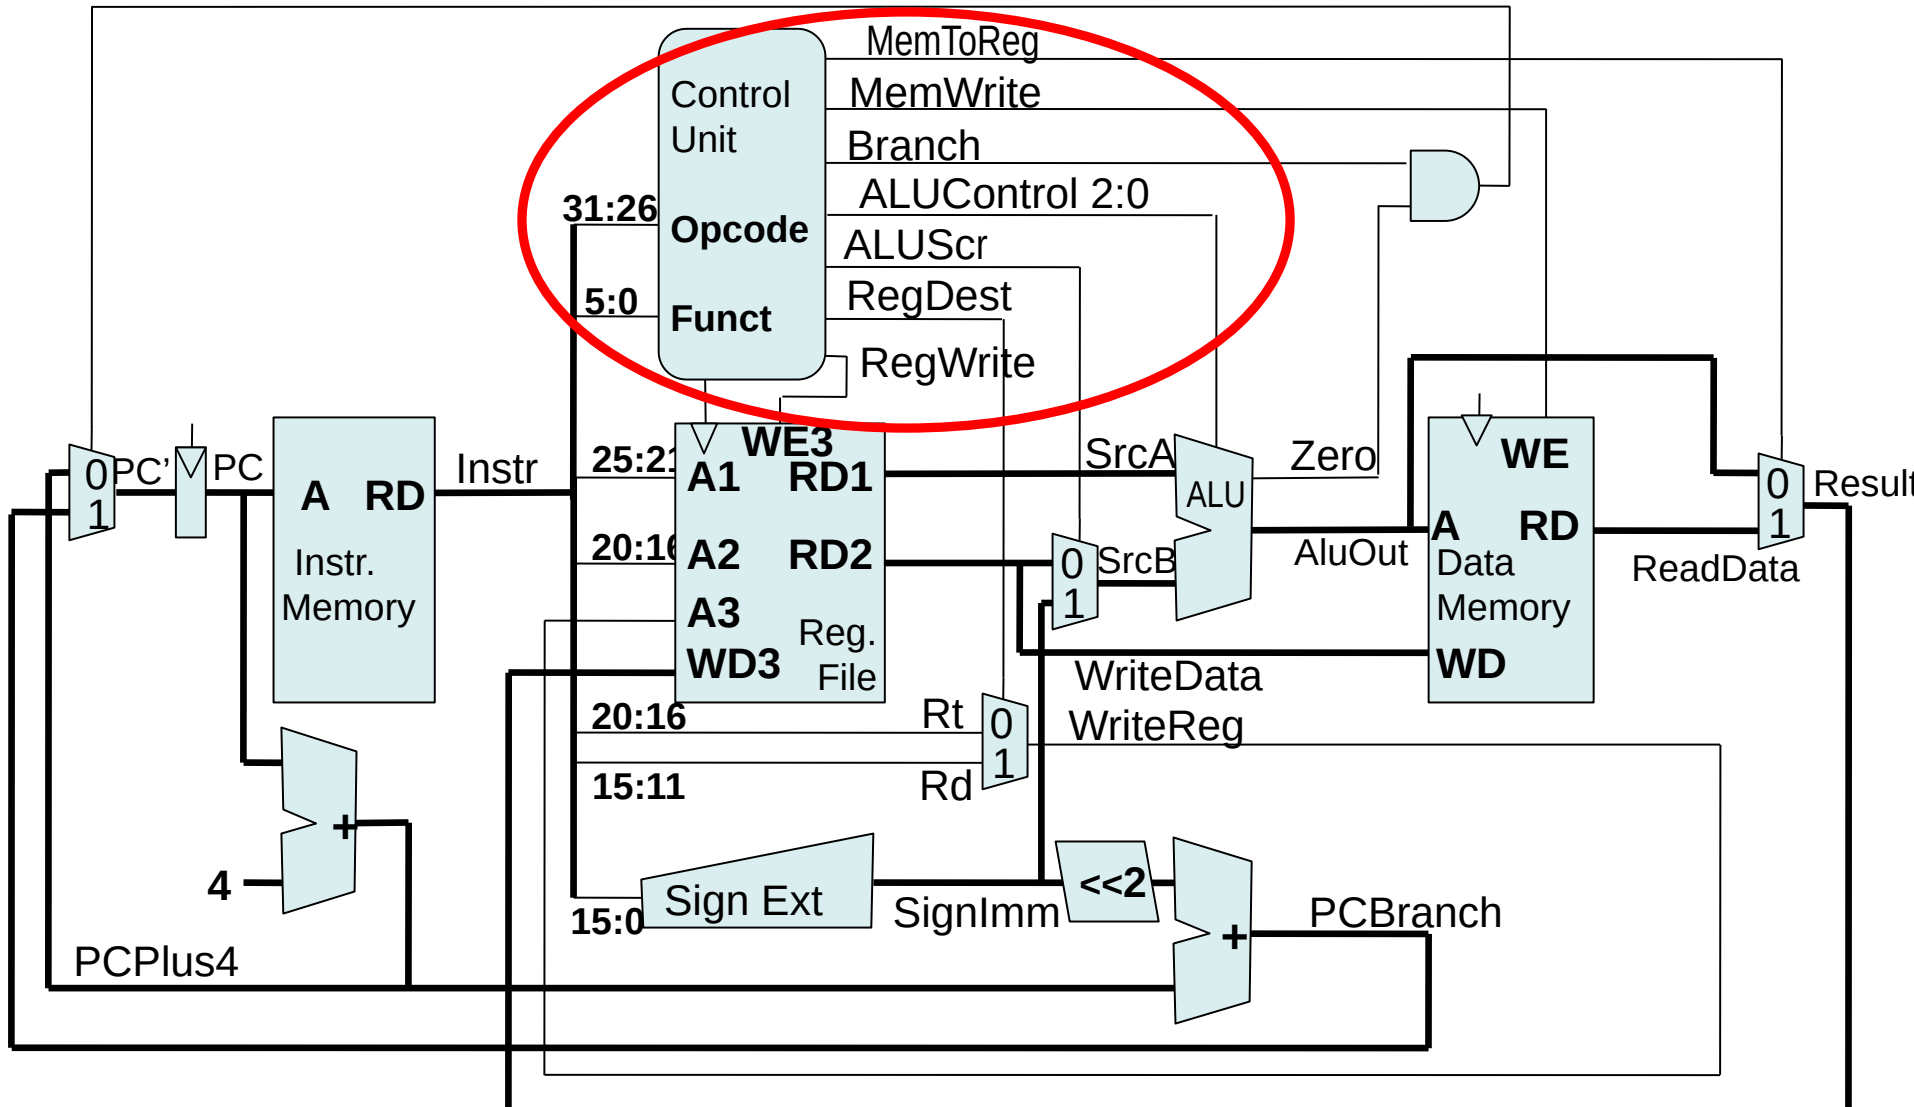 MemToReg
Control
Unit
MemWrite
Branch
ALUControl 2:0
31:26
Opcode
ALUScr
5:0
Funct
RegDest
RegWrite
0
1
PC’
PC
A
RD
Instr.
Memory
Instr
25:21
WE3
A1
RD1
20:16
A2
RD2
A3
WD3
Reg.
File
SrcA
0
1
SrcB
ALU
Zero
AluOut
WE
A
RD
Data
Memory
WD
ReadData
0
1
Result
WriteData
20:16
Rt
0
1
WriteReg
15:11
Rd
+
4
Sign Ext
15:0
SignImm
<<2
+
PCBranch
PCPlus4